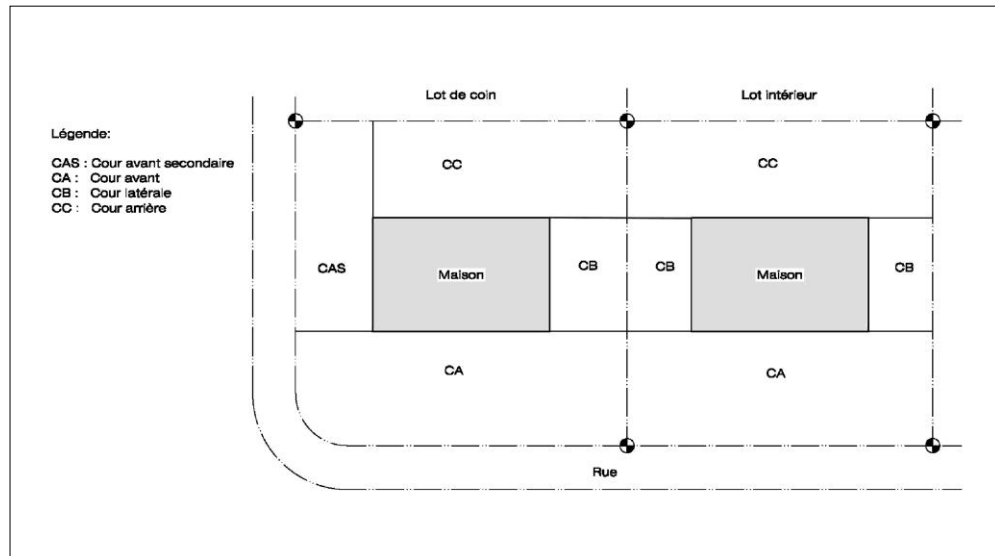 Lot de coin
Lot intérieur
Légende:
CAS : Cour avant secondaire
CA : Cour avant
CB : Cour latérale
CC : Cour arrière
CC
CC
CAS
Maison
CB
CB
Maison
CB
CA
CA
Rue